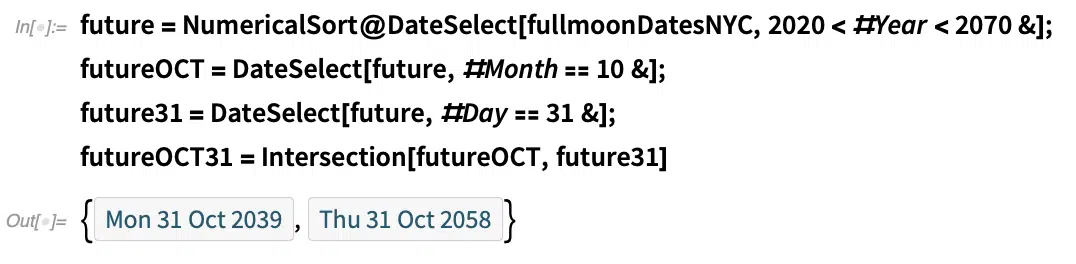 In[●]:= future = NumericalSort@DateSelect[fullmoonDatesNYC, 2020 < #Year < 2070 &];
futureOCT = DateSelect[future, #Month == 10 &];
future31 = DateSelect[future, #Day == 31 &];
futureOCT31 = Intersection[futureOCT, future31]
Out[●]= {Mon 31 Oct 2039, Thu 31 Oct 2058}